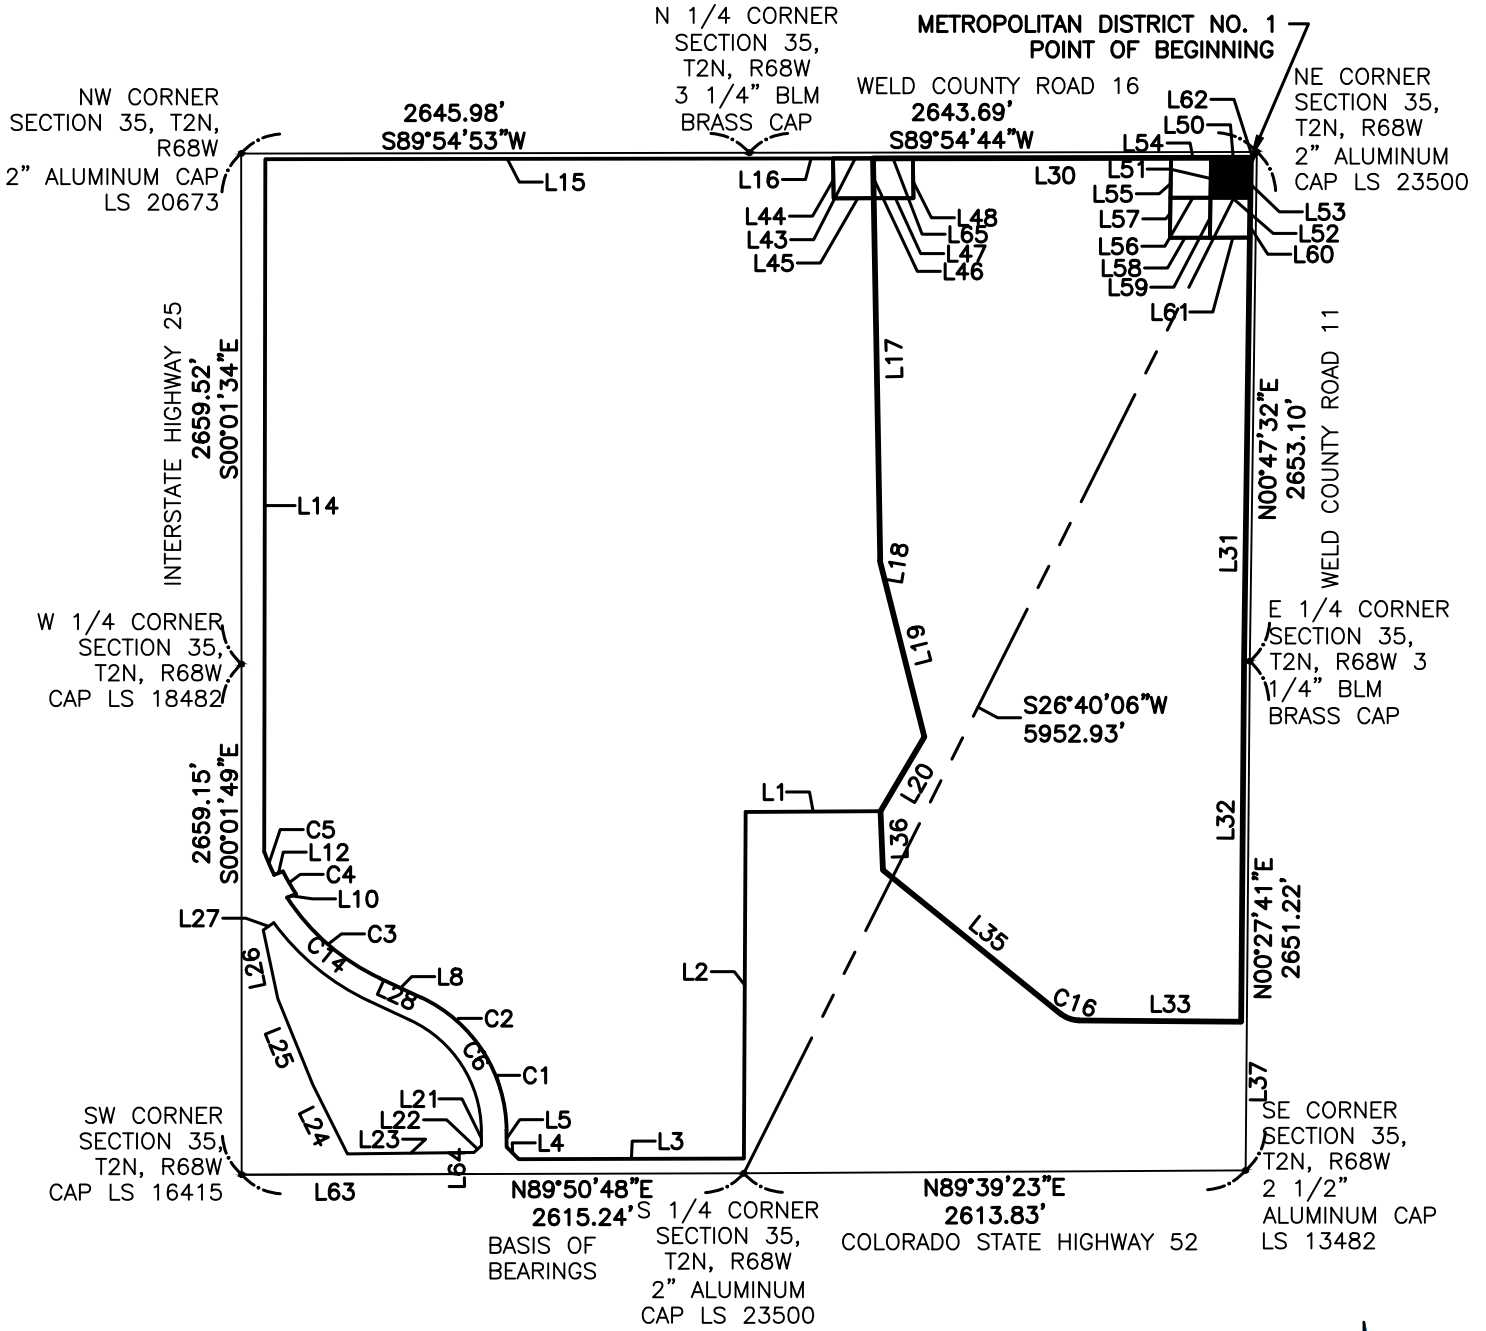 N 1/4 CORNER
SECTION 35,
T2N, R68W
3 1/4" BLM
BRASS CAP
METROPOLITAN DISTRICT NO. 1
POINT OF BEGINNING
WELD COUNTY ROAD 16
NE CORNER
SECTION 35,
T2N, R68W
2" ALUMINUM
CAP LS 23500
NW CORNER
SECTION 35, T2N,
R68W
2" ALUMINUM CAP
LS 20673
2645.98'
S89°54'53"W
2643.69'
S89°54'44"W
L62
L50
L54
L51
L55
L57
L56
L58
L59
L61
L53
L52
L60
L15
L16
L30
L44
L43
L45
L48
L65
L47
L46
INTERSTATE HIGHWAY 25
2659.52'
S00°01'34"E
L14
L17
L18
L19
L20
L31
N00°47'32"E
2653.10'
WELD COUNTY ROAD 11
W 1/4 CORNER
SECTION 35,
T2N, R68W
CAP LS 18482
E 1/4 CORNER
SECTION 35,
T2N, R68W 3
1/4" BLM
BRASS CAP
S26°40'06"W
5952.93'
2659.15'
S00°01'49"E
L1
L36
L32
C5
L12
C4
L10
L27
C3
C14
L26
L8
L28
L2
L35
C16
L33
N00°27'41"E
2651.22'
C2
C6
C1
L25
L24
L21
L22
L23
L64
L5
L4
L3
L37
SW CORNER
SECTION 35,
T2N, R68W
CAP LS 16415
L63
N89°50'48"E
2615.24'
BASIS OF
BEARINGS
S 1/4 CORNER
SECTION 35,
T2N, R68W
2" ALUMINUM
CAP LS 23500
N89°39'23"E
2613.83'
COLORADO STATE HIGHWAY 52
SE CORNER
SECTION 35,
T2N, R68W
2 1/2"
ALUMINUM CAP
LS 13482